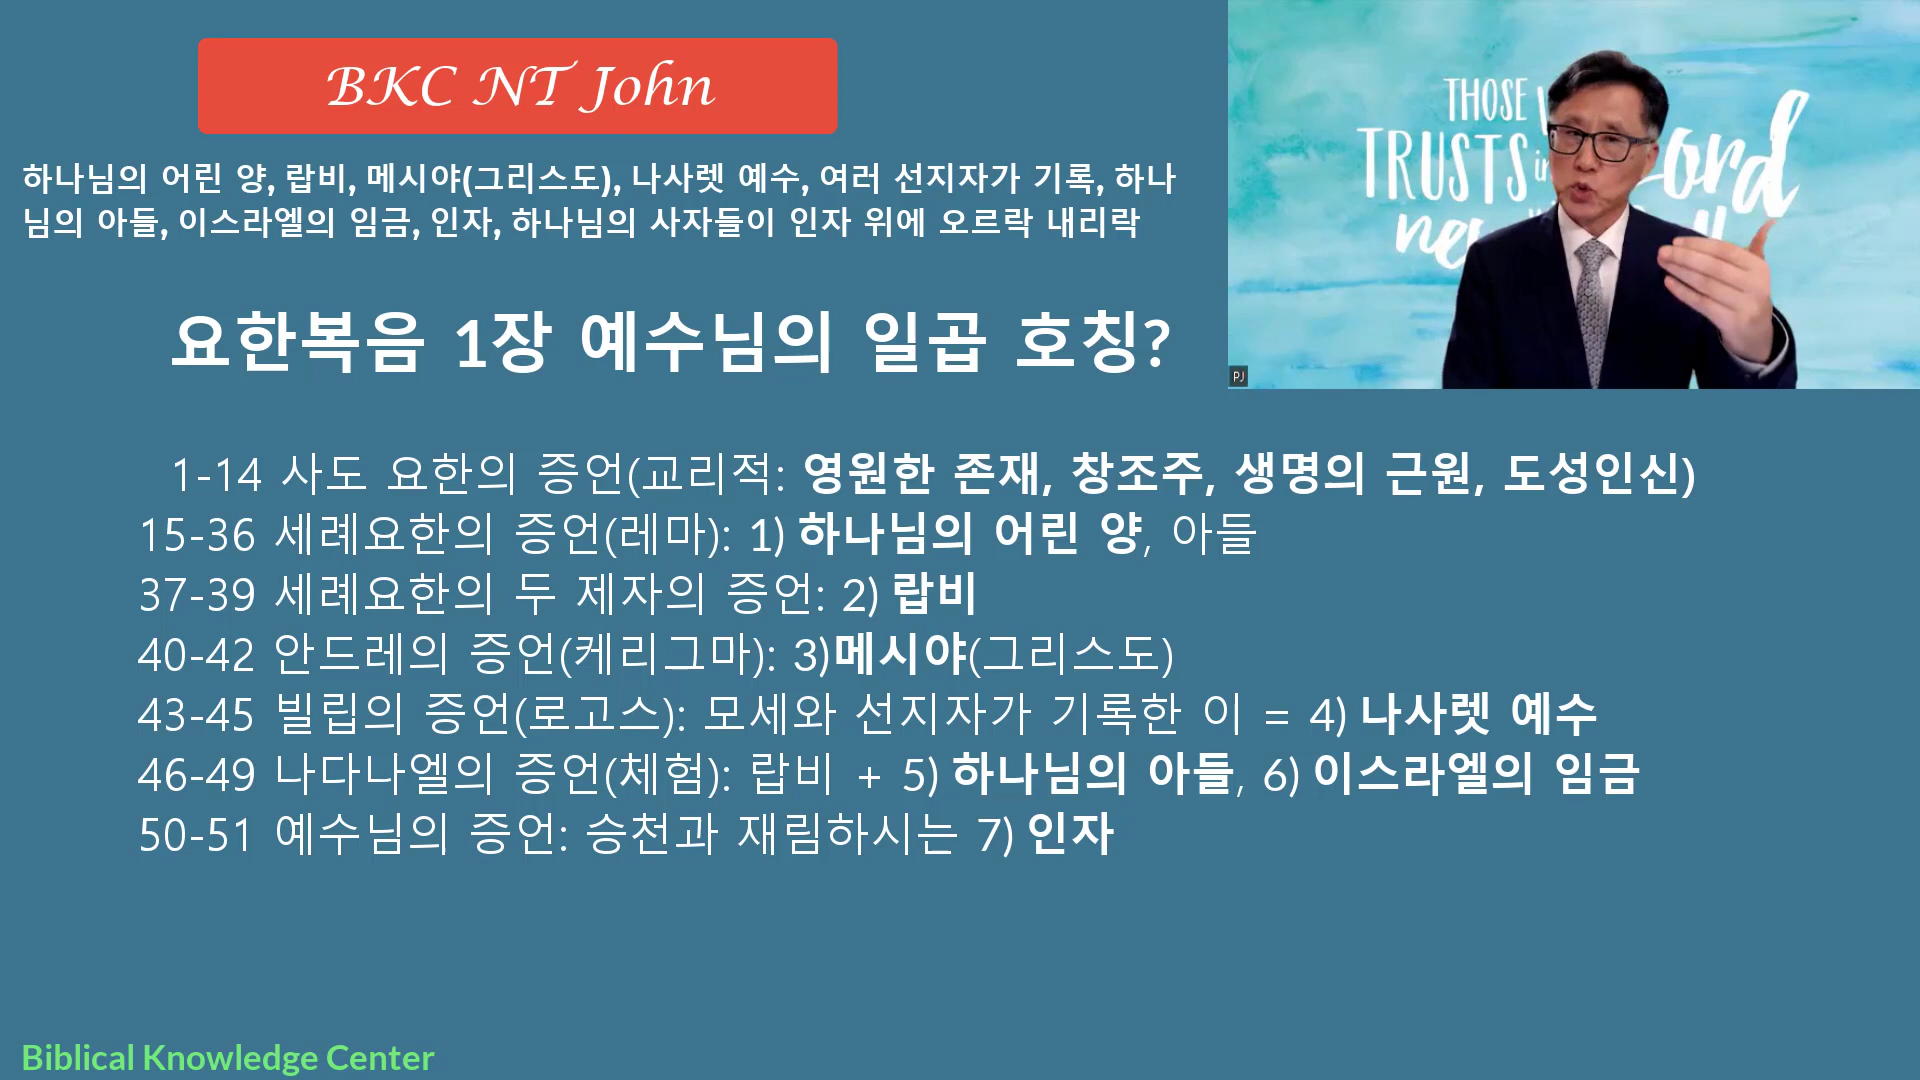 BKC NT John
하나님의 어린 양, 랍비, 메시야(그리스도), 나사렛 예수, 여러 선지자가 기록, 하나
님의 아들, 이스라엘의 임금, 인자, 하나님의 사자들이 인자 위에 오르락 내리락
THOSE
TRUSTS in
PJ
요한복음 1장 예수님의 일곱 호칭?
1-14 사도 요한의 증언(교리적: 영원한 존재, 창조주, 생명의 근원, 도성인신)
15-36 세례요한의 증언(레마): 1) 하나님의 어린 양, 아들
37-39 세례요한의 두 제자의 증언: 2) 랍비
40-42 안드레의 증언(케리그마): 3)메시야(그리스도)
43-45 빌립의 증언(로고스): 모세와 선지자가 기록한 이 = 4) 나사렛 예수
46-49 나다나엘의 증언(체험): 랍비 + 5) 하나님의 아들, 6) 이스라엘의 임금
50-51 예수님의 증언: 승천과 재림하시는 7) 인자
Biblical Knowledge Center